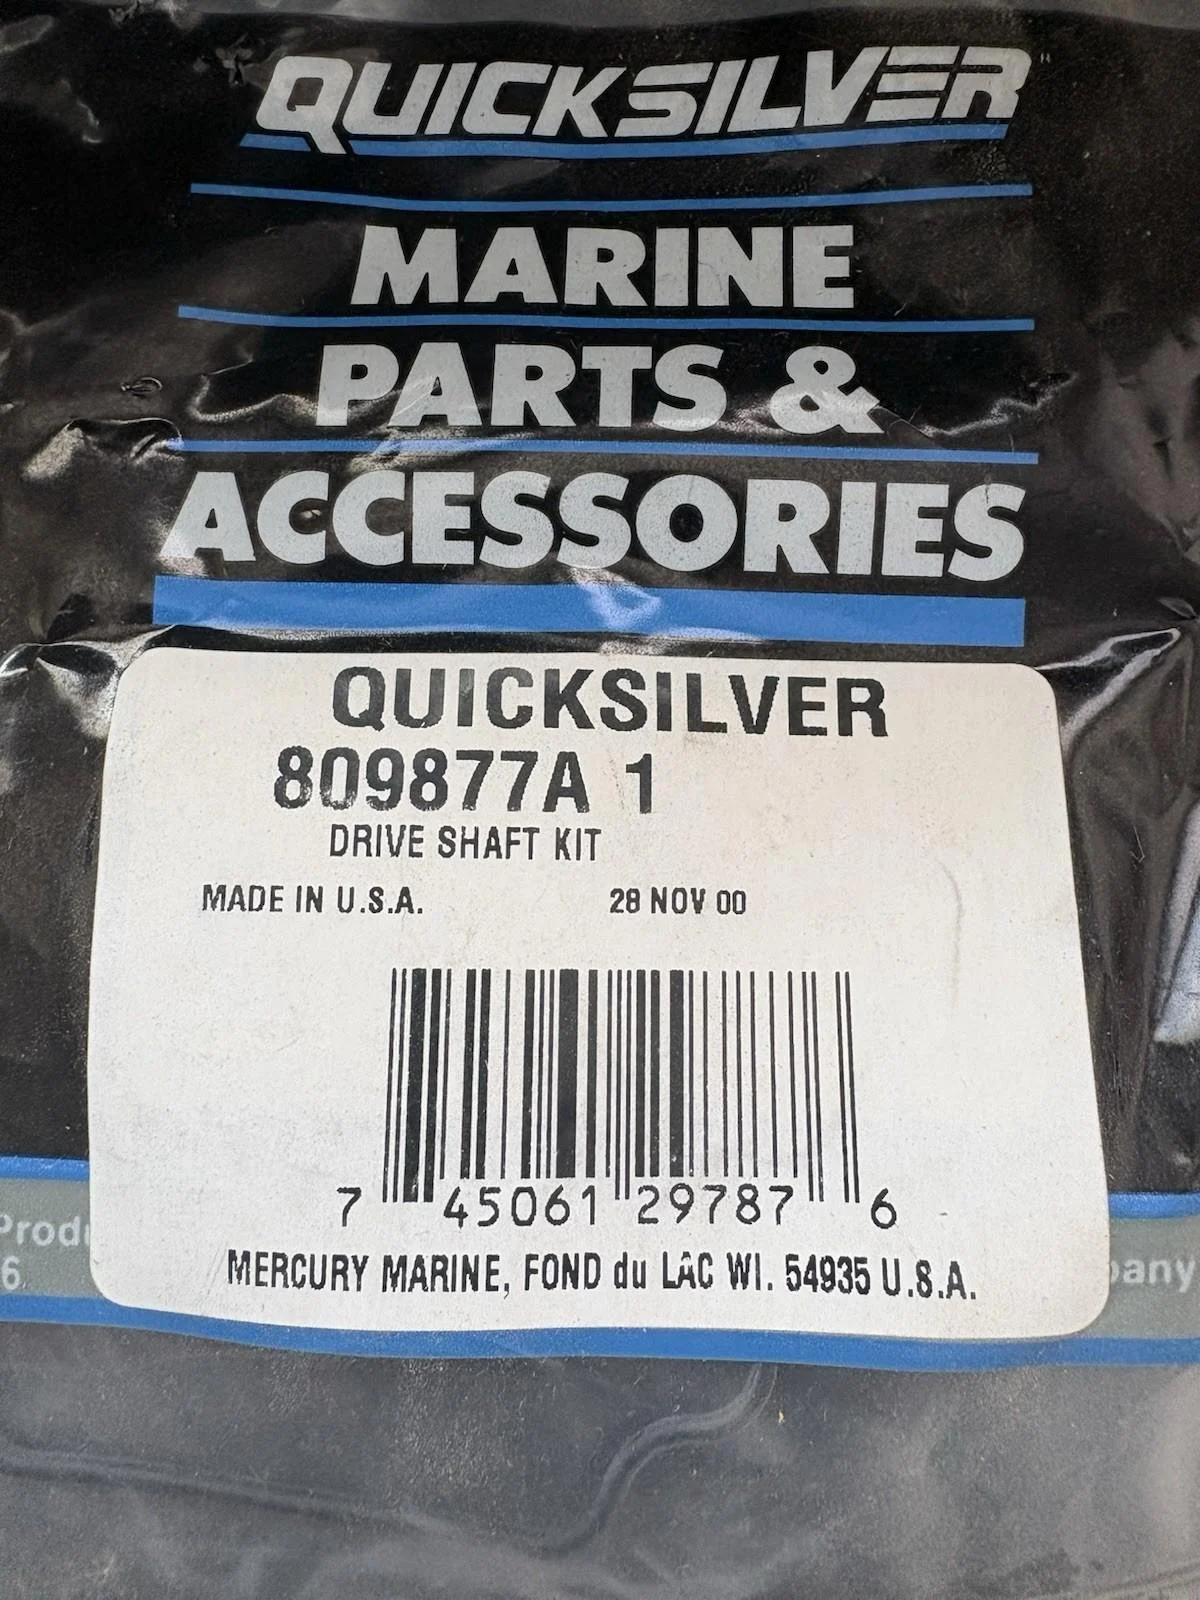 QUICKSILVER
MARINE
PARTS &
ACCESSORIES
QUICKSILVER
809877A 1
DRIVE SHAFT KIT
MADE IN U.S.A. 28 NOV 00
7 45061 29787 6
MERCURY MARINE, FOND du LAC WI. 54935 U.S.A.